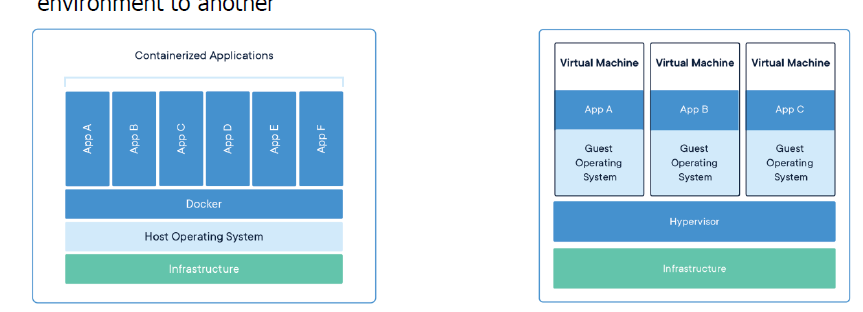 environment to another
Containerized Applications
App A
App B
App C
App D
App E
App F
Docker
Host Operating System
Infrastructure
Virtual Machine
Virtual Machine
Virtual Machine
App A
App B
App C
Guest
Operating
System
Guest
Operating
System
Guest
Operating
System
Hypervisor
Infrastructure